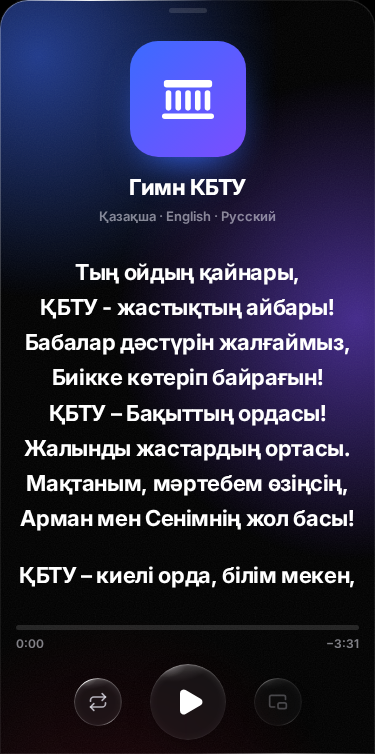 Гимн КБТУ
Қазақша · English · Русский
Тың ойдың қайнары,
ҚБТУ - жастықтың айбары!
Бабалар дәстүрін жалғаймыз,
Биікке көтеріп байрағын!
ҚБТУ – Бақыттың ордасы!
Жалынды жастардың ортасы.
Мақтаным, мәртебем өзіңсің,
Арман мен Сенімнің жол басы!
ҚБТУ – киелі орда, білім мекен,
0:00
−3:31